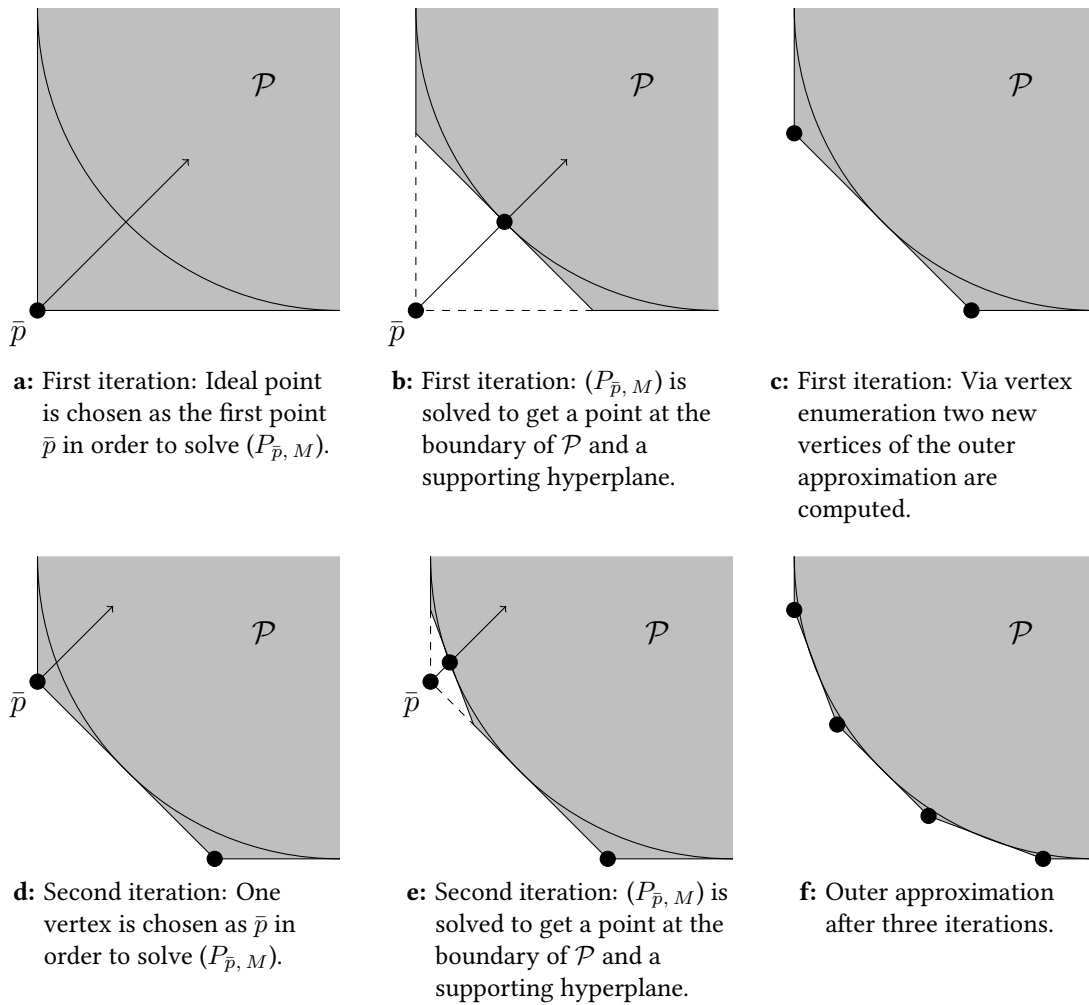 𝒫
p̄
𝒫
p̄
𝒫
a: First iteration: Ideal point
is chosen as the first point
p̄ in order to solve (P_{p̄, M}).
b: First iteration: (P_{p̄, M}) is
solved to get a point at the
boundary of 𝒫 and a
supporting hyperplane.
c: First iteration: Via vertex
enumeration two new
vertices of the outer
approximation are
computed.
𝒫
p̄
𝒫
p̄
𝒫
d: Second iteration: One
vertex is chosen as p̄ in
order to solve (P_{p̄, M}).
e: Second iteration: (P_{p̄, M}) is
solved to get a point at the
boundary of 𝒫 and a
supporting hyperplane.
f: Outer approximation
after three iterations.